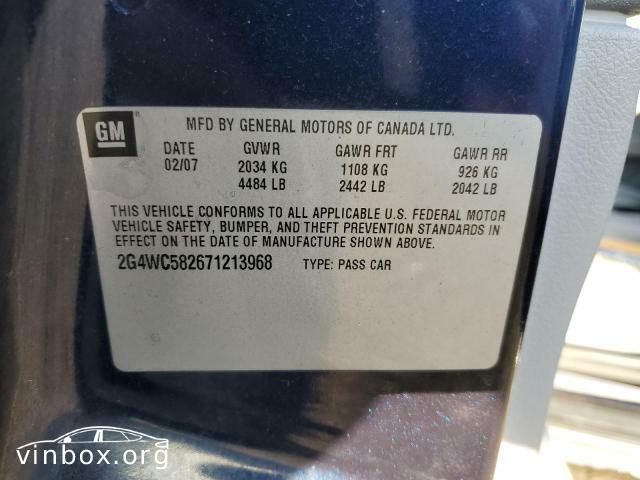 GM
MFD BY GENERAL MOTORS OF CANADA LTD.
DATE GVWR GAWR FRT GAWR RR
02/07 2034 KG 1108 KG 926 KG
4484 LB 2442 LB 2042 LB
THIS VEHICLE CONFORMS TO ALL APPLICABLE U.S. FEDERAL MOTOR
VEHICLE SAFETY, BUMPER, AND THEFT PREVENTION STANDARDS IN
EFFECT ON THE DATE OF MANUFACTURE SHOWN ABOVE.
2G4WC582671213968 TYPE: PASS CAR
vinbox.org